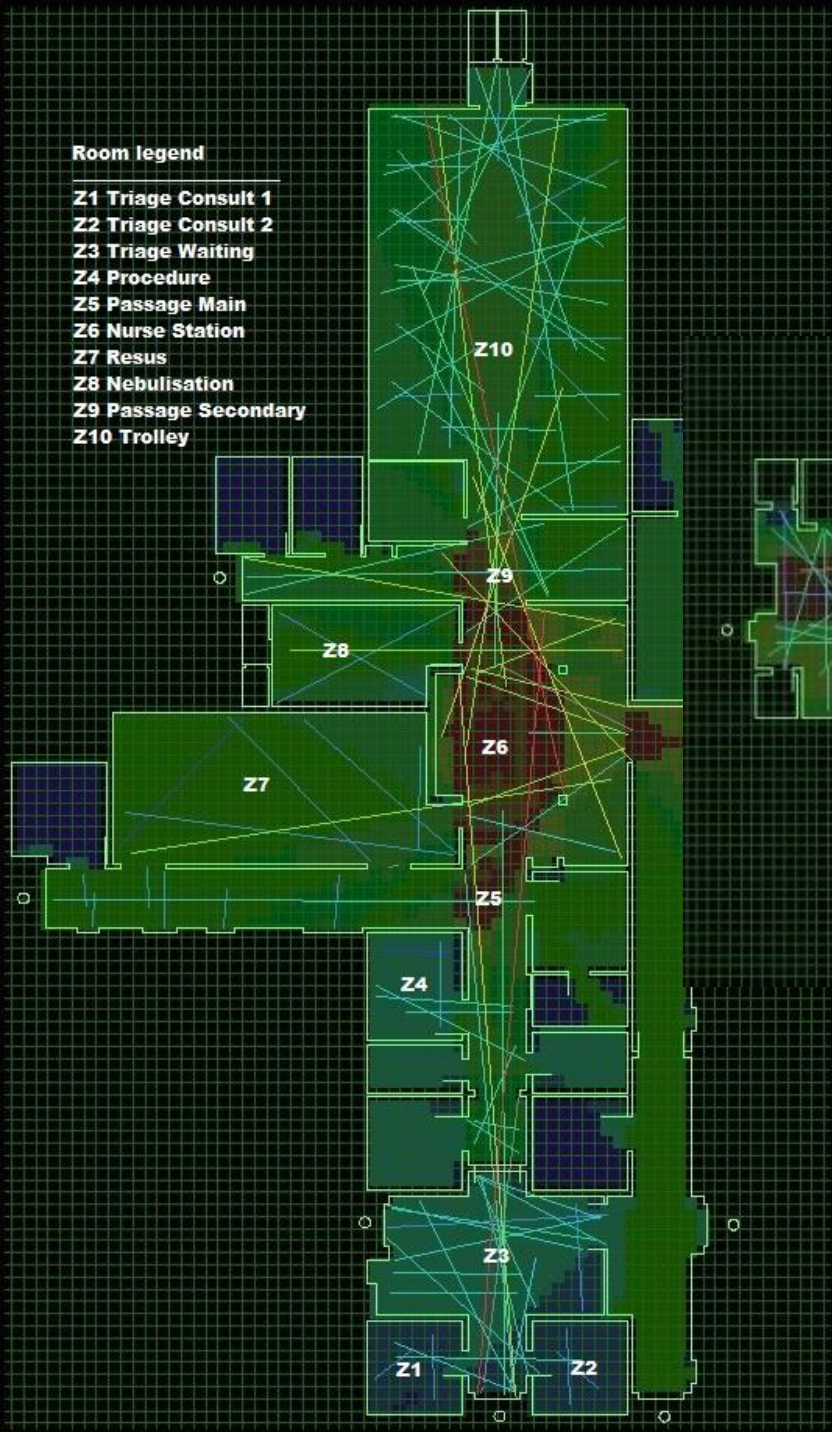 Room legend
Z1 Triage Consult 1
Z2 Triage Consult 2
Z3 Triage Waiting
Z4 Procedure
Z5 Passage Main
Z6 Nurse Station
Z7 Resus
Z8 Nebulisation
Z9 Passage Secondary
Z10 Trolley
Z10
Z9
Z8
Z6
Z7
Z5
Z4
Z3
Z1 Z2